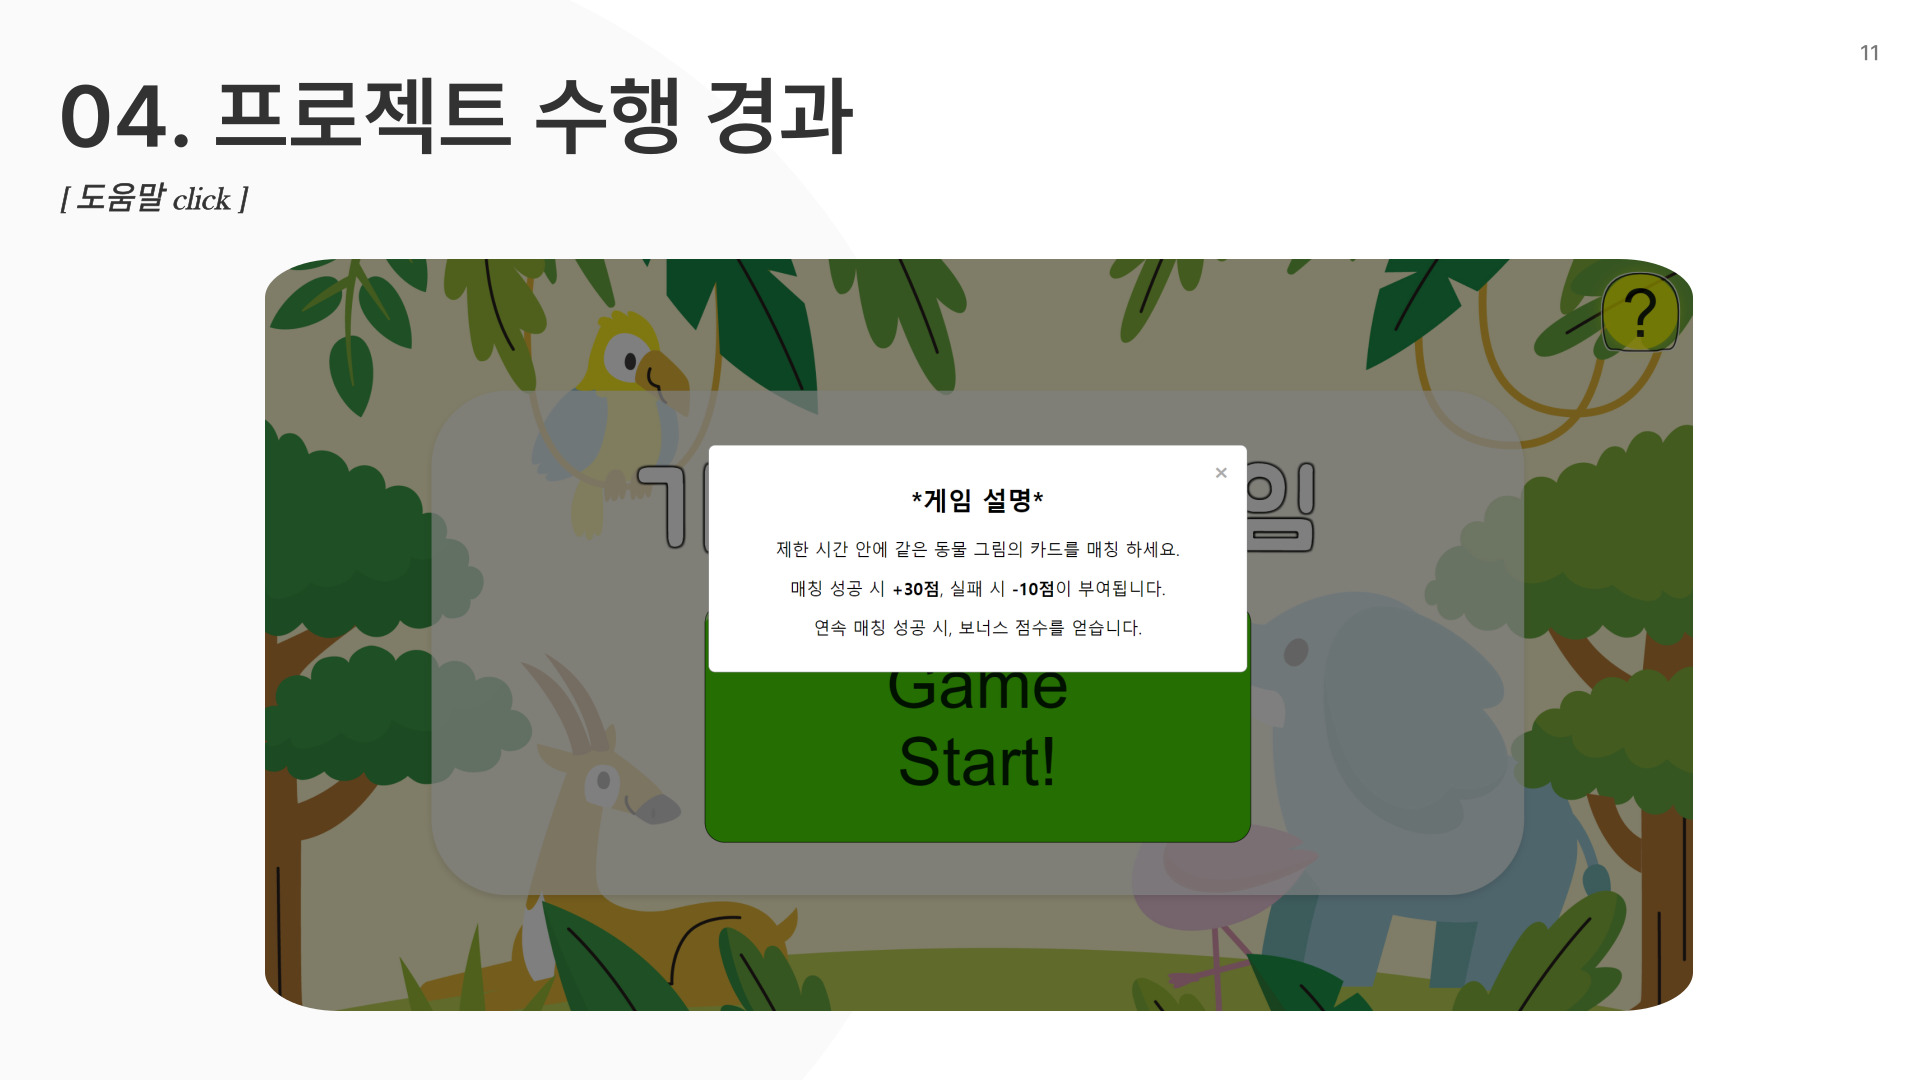 11
04. 프로젝트 수행 경과
[ 도움말 click ]
?
×
*게임 설명*
제한 시간 안에 같은 동물 그림의 카드를 매칭 하세요.
매칭 성공 시 +30점, 실패 시 -10점이 부여됩니다.
연속 매칭 성공 시, 보너스 점수를 얻습니다.
Game
Start!